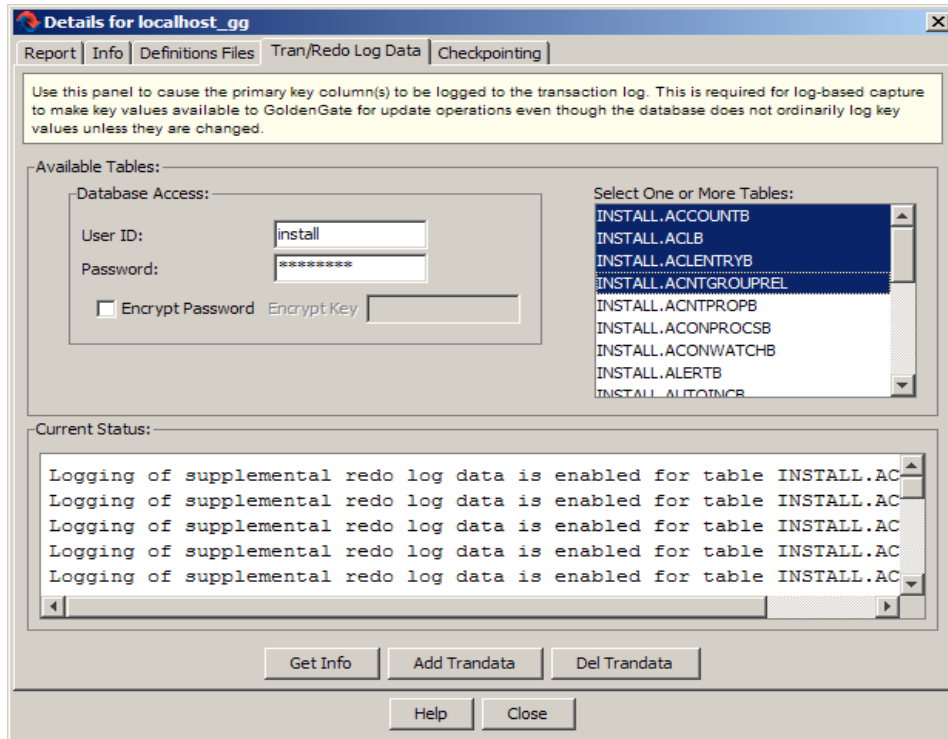 Details for localhost_gg
Report Info Definitions Files Tran/Redo Log Data Checkpointing
Use this panel to cause the primary key column(s) to be logged to the transaction log. This is required for log-based capture
to make key values available to GoldenGate for update operations even though the database does not ordinarily log key
values unless they are changed.
Available Tables:
Database Access:
User ID: install
Password: ********
Encrypt Password Encrypt Key
Select One or More Tables:
INSTALL.ACCOUNTB
INSTALL.ACLB
INSTALL.ACLENTRYB
INSTALL.ACNTGROUPREL
INSTALL.ACNTPROPB
INSTALL.ACONPROCSB
INSTALL.ACONWATCHB
INSTALL.ALERTB
INSTALL.AUTOINCB
Current Status:
Logging of supplemental redo log data is enabled for table INSTALL.AC
Logging of supplemental redo log data is enabled for table INSTALL.AC
Logging of supplemental redo log data is enabled for table INSTALL.AC
Logging of supplemental redo log data is enabled for table INSTALL.AC
Logging of supplemental redo log data is enabled for table INSTALL.AC
Get Info Add Trandata Del Trandata
Help Close